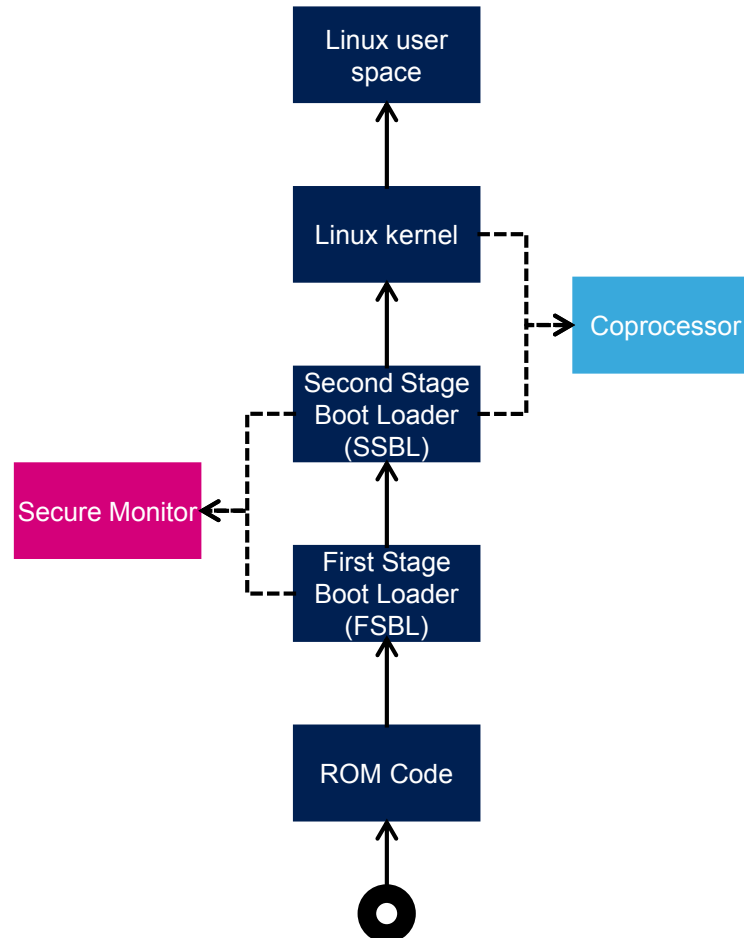 Linux user
space
Linux kernel
Coprocessor
Second Stage
Boot Loader
(SSBL)
Secure Monitor
First Stage
Boot Loader
(FSBL)
ROM Code